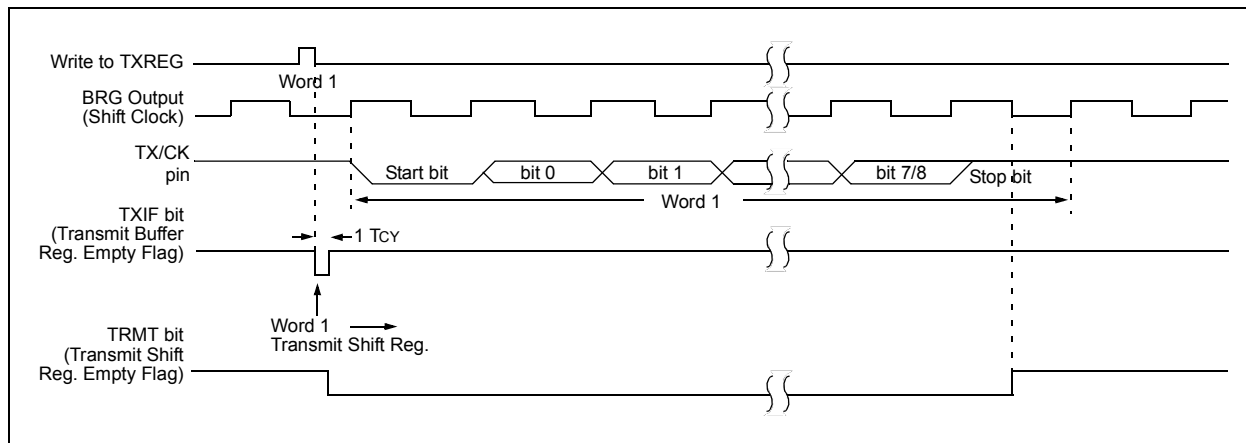 Write to TXREG
Word 1
BRG Output
(Shift Clock)
TX/CK
pin
Start bit
bit 0
bit 1
bit 7/8
Stop bit
Word 1
TXIF bit
(Transmit Buffer
Reg. Empty Flag)
1 TCY
Word 1
Transmit Shift Reg.
TRMT bit
(Transmit Shift
Reg. Empty Flag)